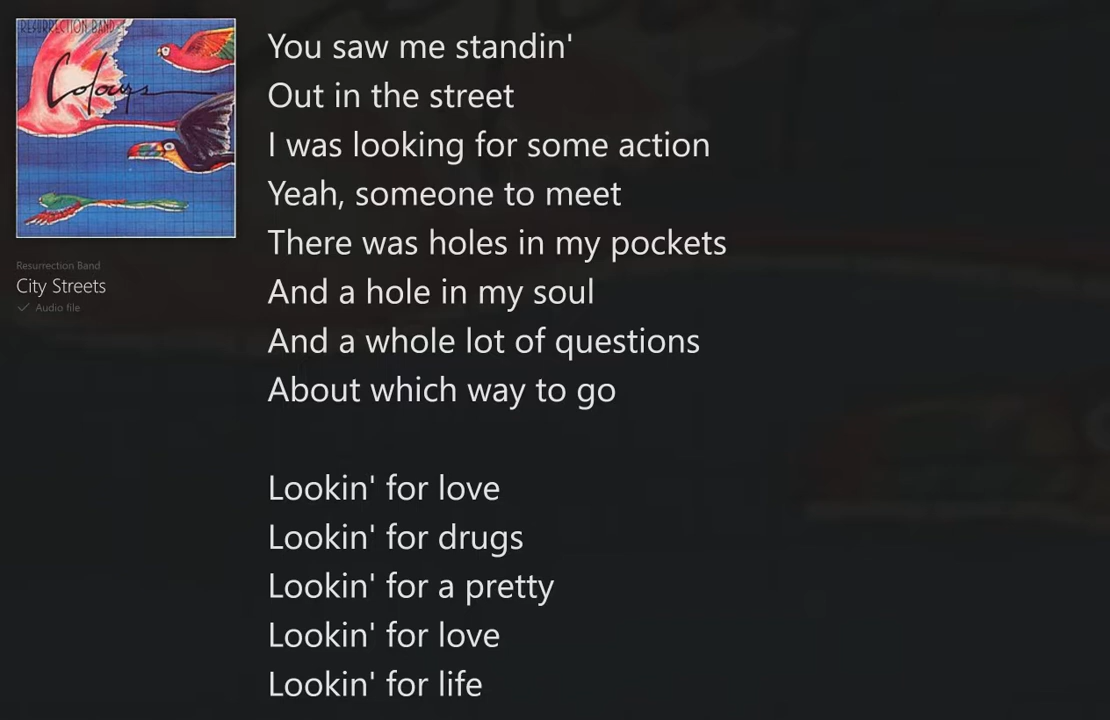 RESURRECTION BAND
Colours
Resurrection Band
City Streets
Audio file
You saw me standin'
Out in the street
I was looking for some action
Yeah, someone to meet
There was holes in my pockets
And a hole in my soul
And a whole lot of questions
About which way to go
Lookin' for love
Lookin' for drugs
Lookin' for a pretty
Lookin' for love
Lookin' for life